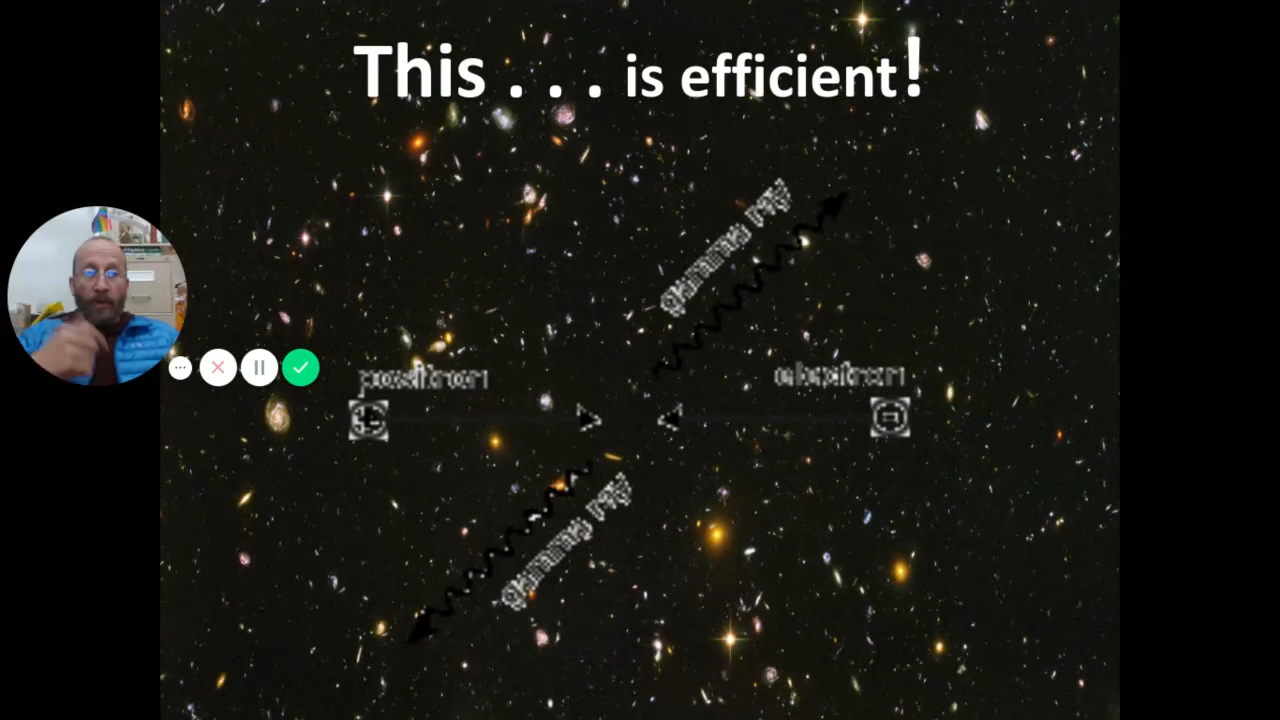 This . . . is efficient!
gamma ray
positron
electron
gamma ray